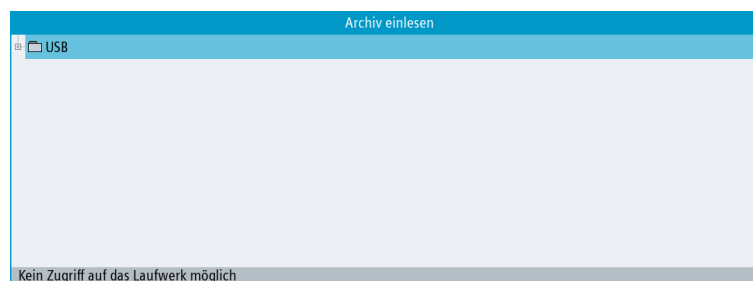 Archiv einlesen
USB
Kein Zugriff auf das Laufwerk möglich